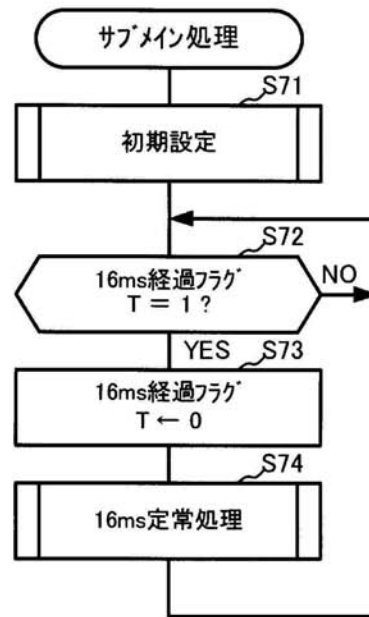 サブメイン処理
S71
初期設定
S72
16ms経過フラグ
T = 1 ?
NO
YES
S73
16ms経過フラグ
T ← 0
S74
16ms定常処理